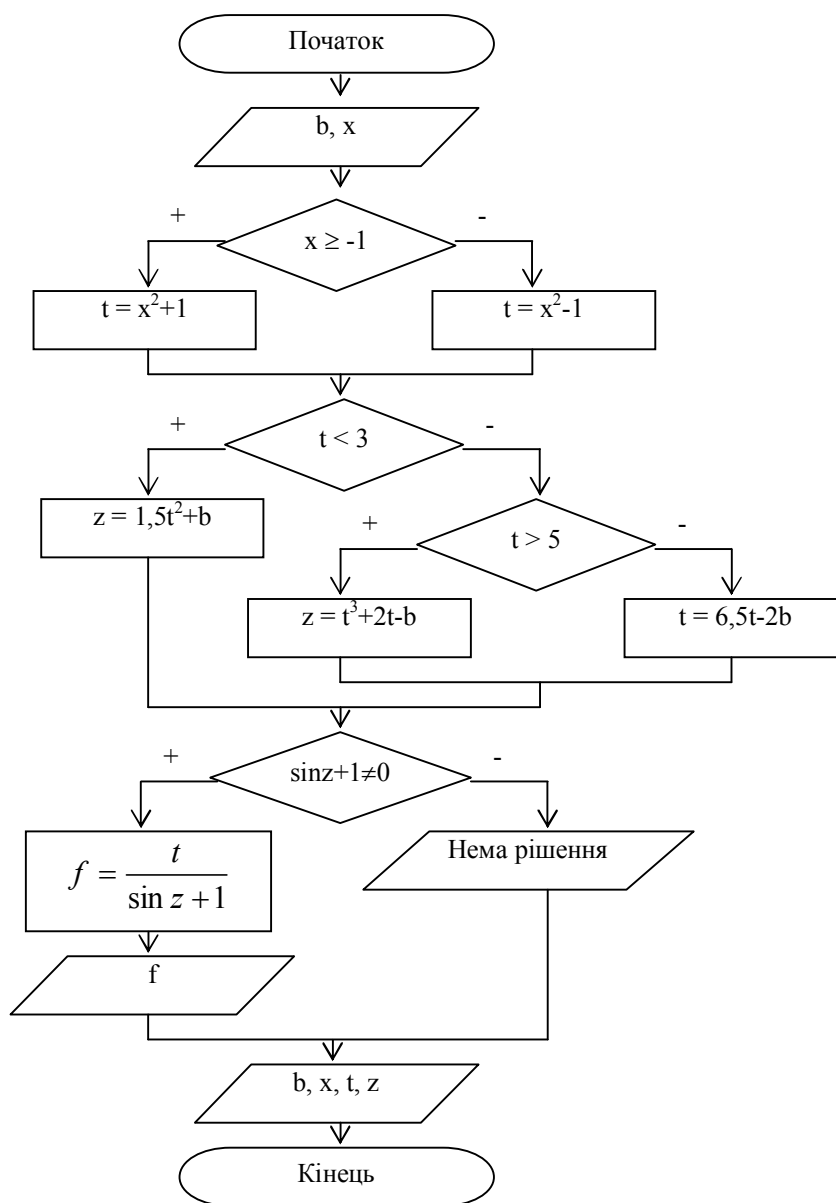 Початок
b, x
+ -
x ≥ -1
t = x²+1
t = x²-1
+ -
t < 3
z = 1,5t²+b
+ -
t > 5
z = t³+2t-b
t = 6,5t-2b
+ -
sinz+1≠0
f = t / sin z + 1
Нема рішення
f
b, x, t, z
Кінець